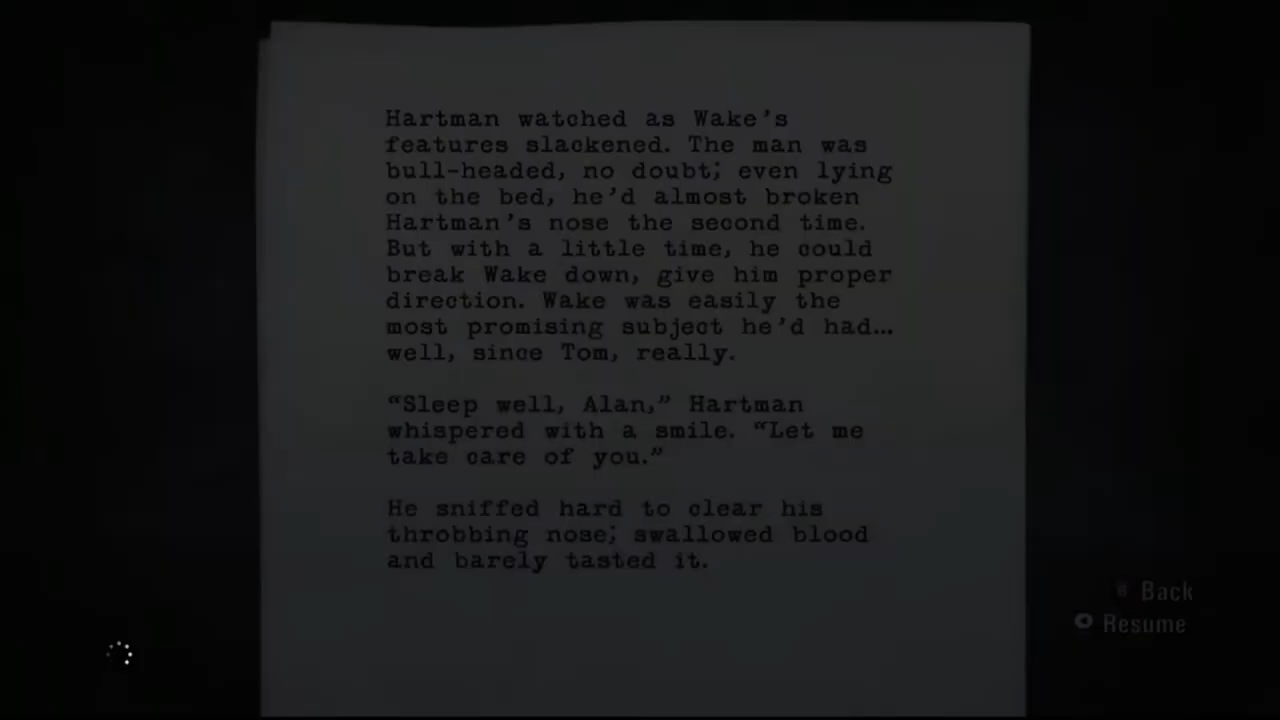 Hartman watched as Wake’s
features slackened. The man was
bull-headed, no doubt; even lying
on the bed, he’d almost broken
Hartman’s nose the second time.
But with a little time, he could
break Wake down, give him proper
direction. Wake was easily the
most promising subject he’d had…
well, since Tom, really.
“Sleep well, Alan,” Hartman
whispered with a smile. “Let me
take care of you.”
He sniffed hard to clear his
throbbing nose; swallowed blood
and barely tasted it.
Back
Resume